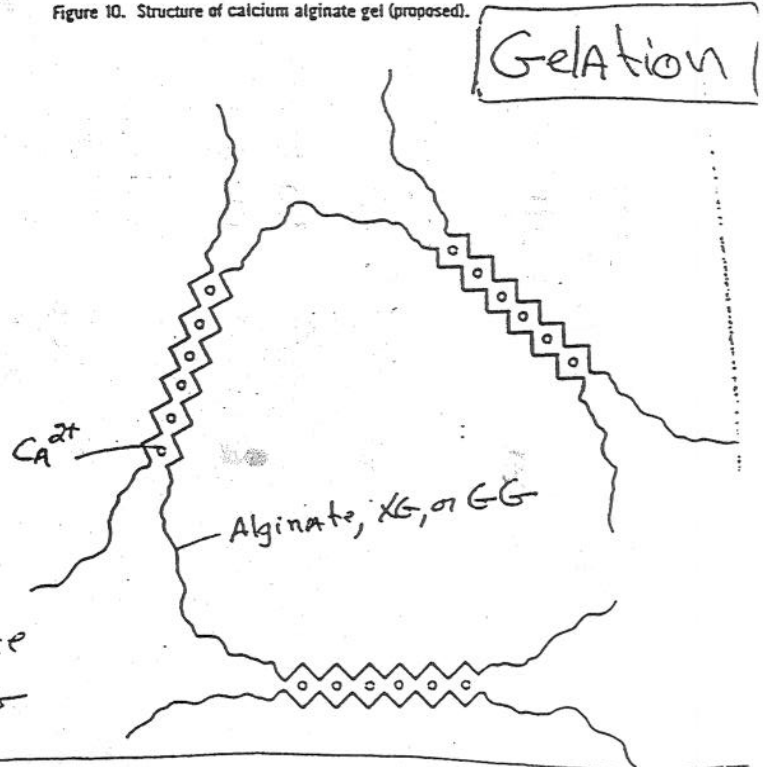 Figure 10. Structure of calcium alginate gel (proposed).
GelAtion
CA2+
Alginate, XG, or GG